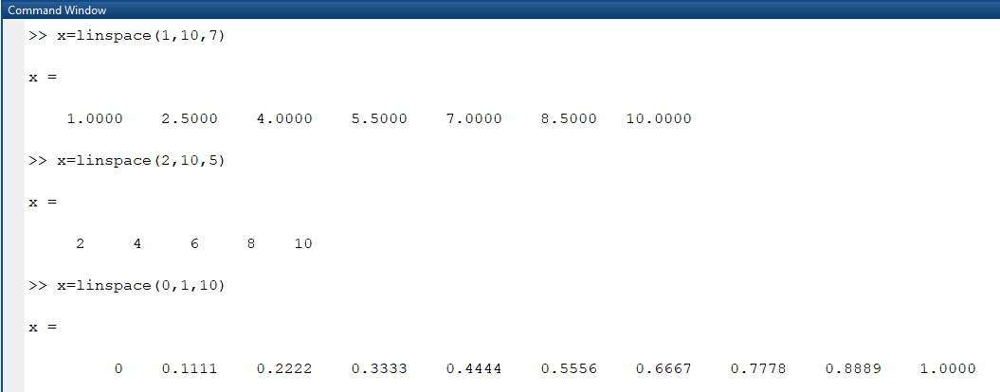 Command Window
>> x=linspace(1,10,7)
x =
1.0000 2.5000 4.0000 5.5000 7.0000 8.5000 10.0000
>> x=linspace(2,10,5)
x =
2 4 6 8 10
>> x=linspace(0,1,10)
x =
0 0.1111 0.2222 0.3333 0.4444 0.5556 0.6667 0.7778 0.8889 1.0000